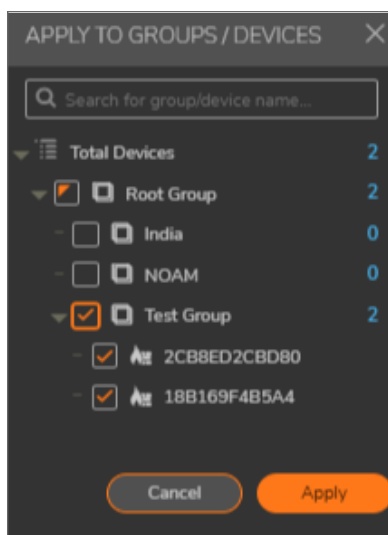 APPLY TO GROUPS / DEVICES
Search for group/device name...
Total Devices 2
Root Group 2
India 0
NOAM 0
Test Group 2
2CB8ED2CBD80
18B169F4B5A4
Cancel Apply